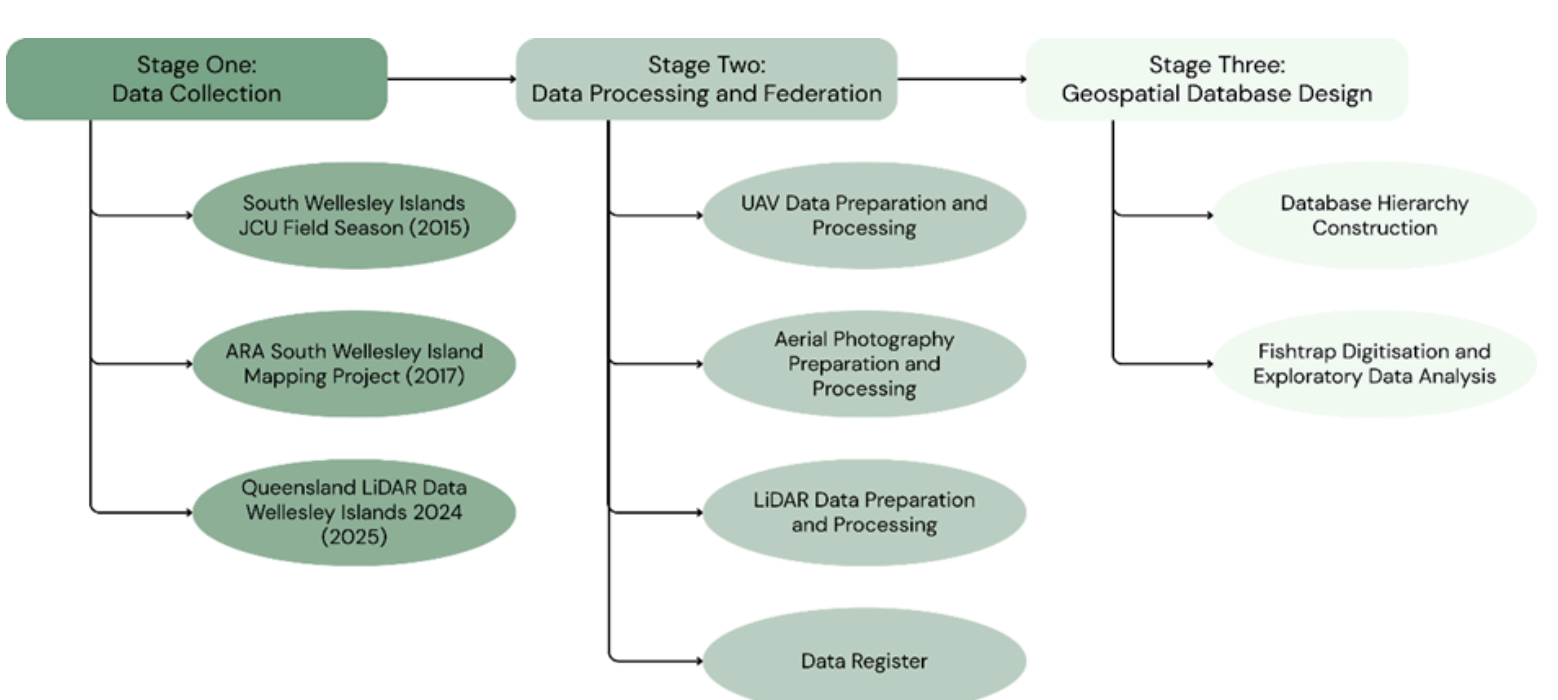 Stage One:
Data Collection
Stage Two:
Data Processing and Federation
Stage Three:
Geospatial Database Design
South Wellesley Islands
JCU Field Season (2015)
ARA South Wellesley Island
Mapping Project (2017)
Queensland LiDAR Data
Wellesley Islands 2024
(2025)
UAV Data Preparation and
Processing
Aerial Photography
Preparation and
Processing
LiDAR Data Preparation
and Processing
Data Register
Database Hierarchy
Construction
Fishtrap Digitisation and
Exploratory Data Analysis